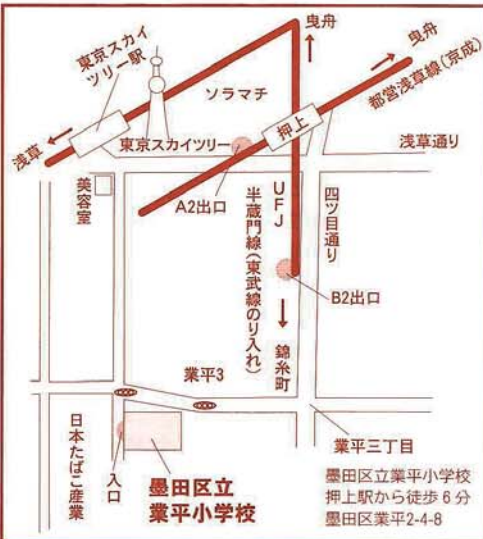 曳舟
曳舟
東京スカイ
ツリー駅
ソラマチ
都営浅草線(京成)
押上
浅草
東京スカイツリー
浅草通り
A2出口
美容室
UFJ
半蔵門線(東武線のり入れ)
四ツ目通り
B2出口
錦糸町
業平3
業平三丁目
日本たばこ産業
入口
墨田区立
業平小学校
墨田区立業平小学校
押上駅から徒歩6分
墨田区業平2-4-8